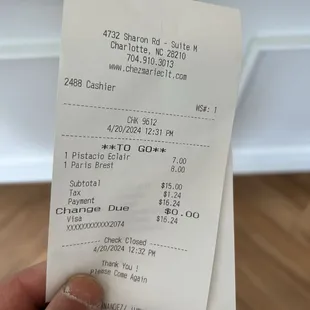 4732 Sharon Rd - Suite M
Charlotte, NC 28210
704.910.3013
www.chezmarieclt.com
2488 Cashier
WS#: 1
CHK 9612
4/20/2024 12:31 PM
**TO GO**
1 Pistacio Eclair 7.00
1 Paris Brest 8.00
Subtotal $15.00
Tax $1.24
Payment $16.24
Change Due $0.00
Visa $16.24
XXXXXXXXXXXX2074
Check Closed
4/20/2024 12:32 PM
Thank You !
Please Come Again